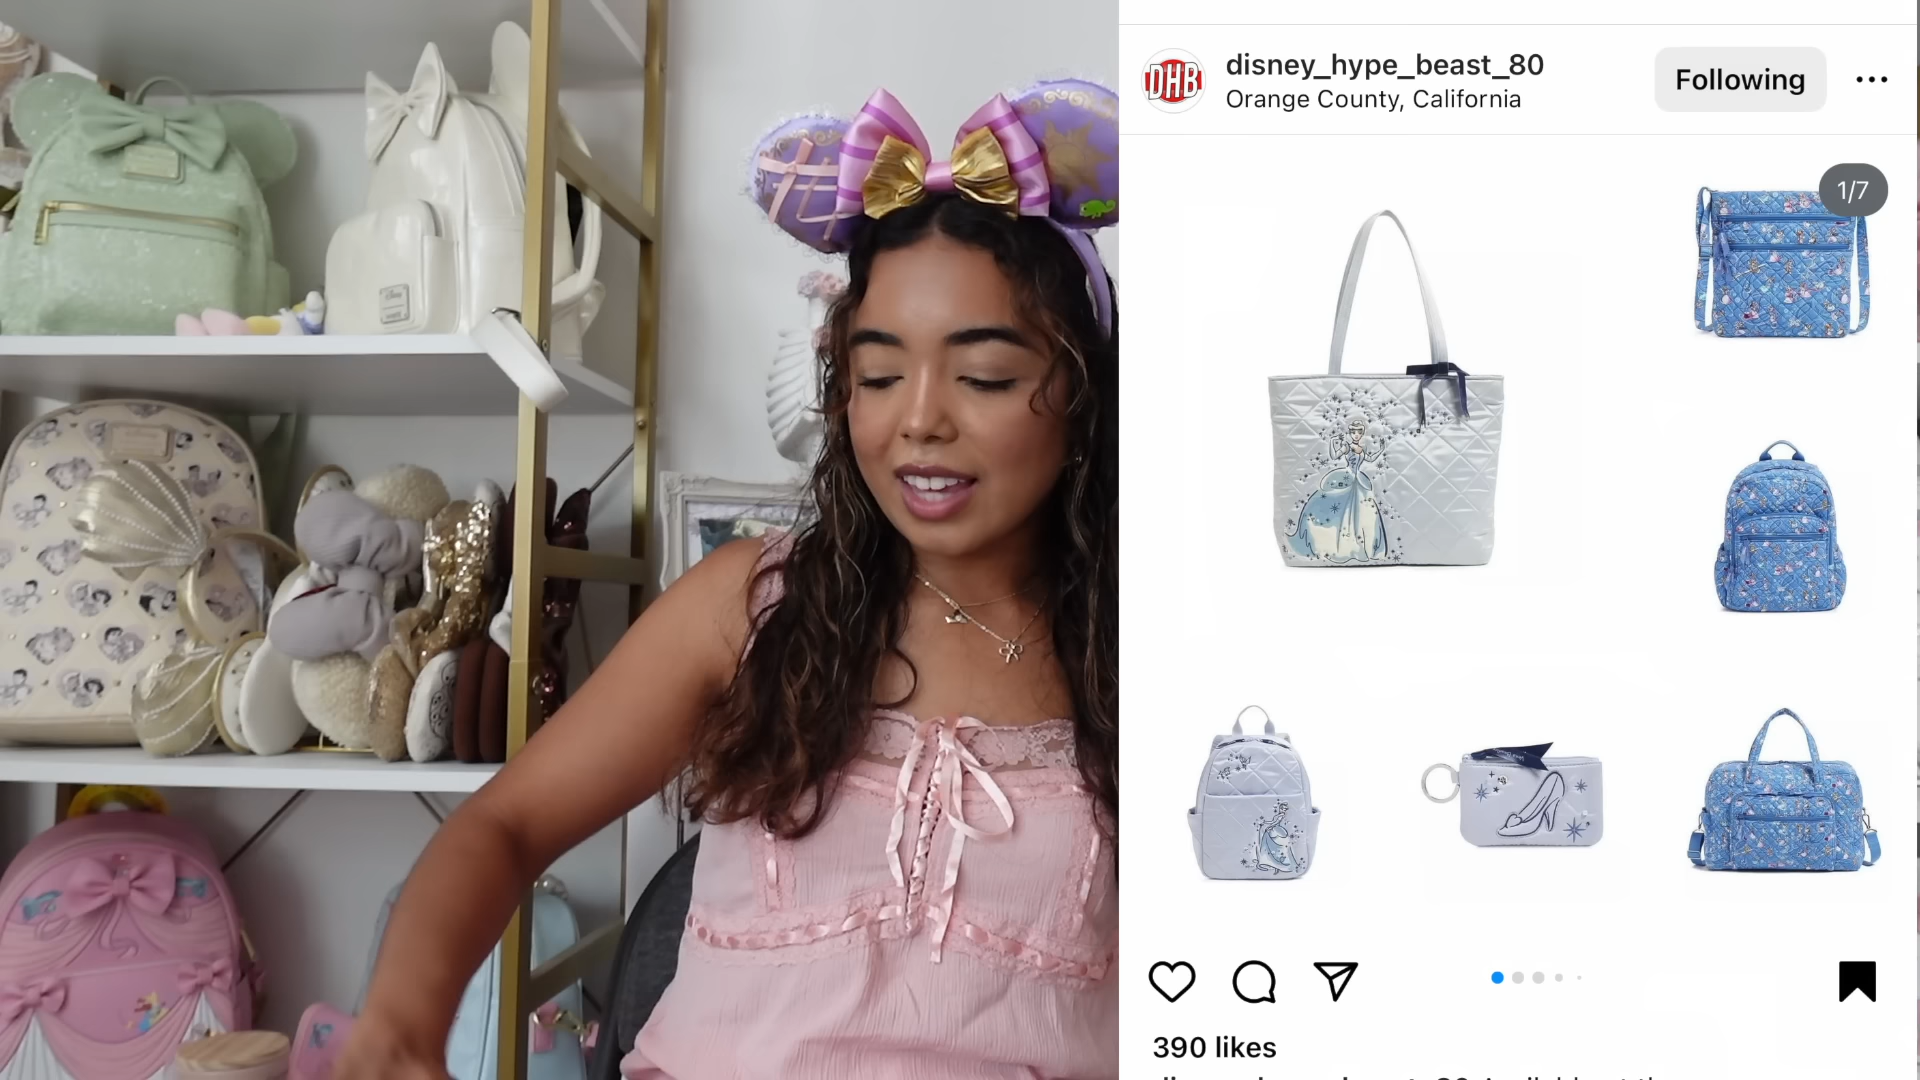 disney_hype_beast_80
Orange County, California
DHB
Following
1/7
390 likes